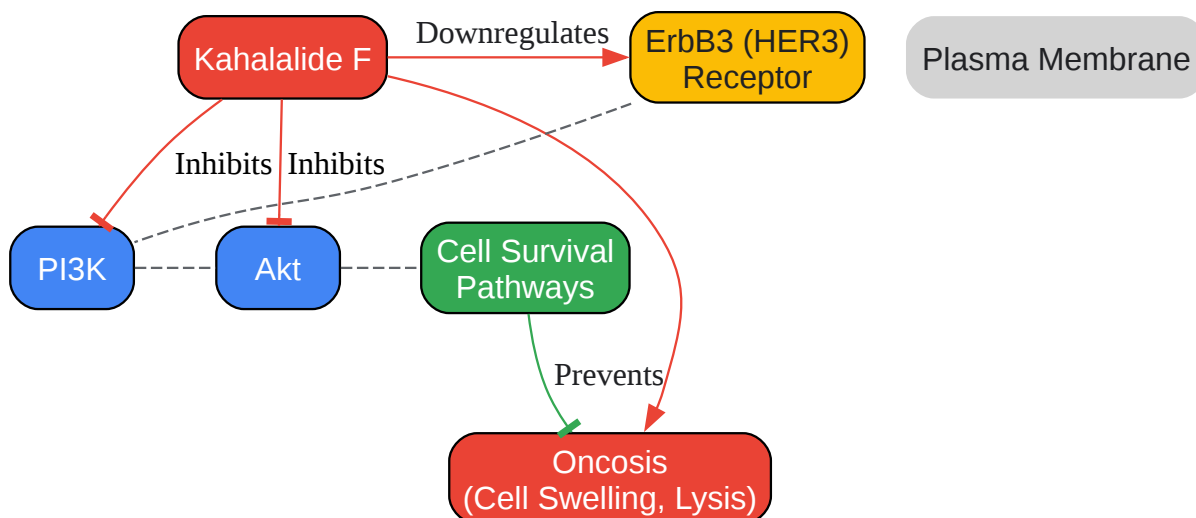 Kahalalide F
Downregulates
ErbB3 (HER3)
Receptor
Plasma Membrane
Inhibits
Inhibits
PI3K
Akt
Cell Survival
Pathways
Prevents
Oncosis
(Cell Swelling, Lysis)